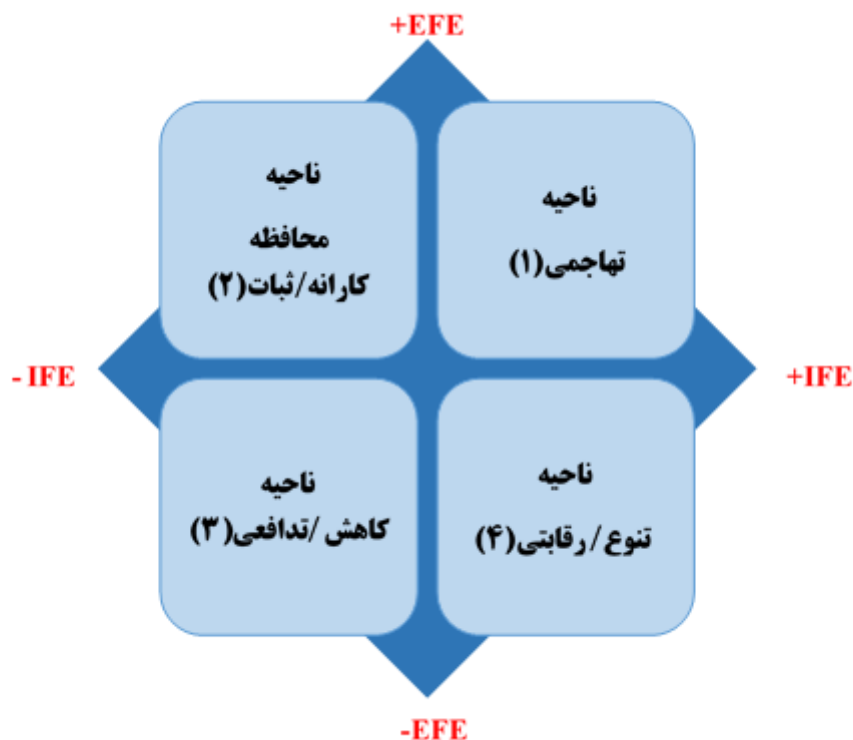 +EFE
ناحیه
تهاجمی(۱)
ناحیه
محافظه
کارانه/ثبات(۲)
- IFE
+IFE
ناحیه
کاهش /تدافعی(۳)
ناحیه
تنوع/رقابتی(۴)
-EFE